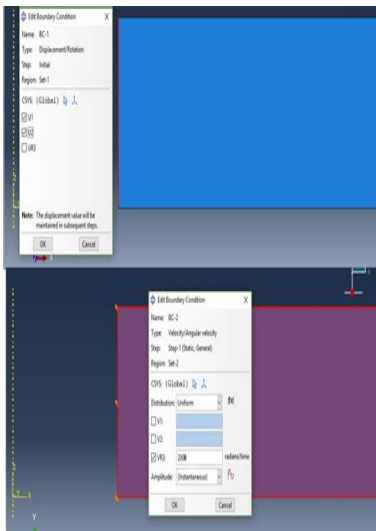 Edit Boundary Condition
Name: BC-1
Type: Displacement/Rotation
Step: Initial
Region: Set-1
CSYS: (Global)
U1
U2
UR3
Note: The displacement value will be
maintained in subsequent steps.
OK Cancel
Edit Boundary Condition
Name: BC-2
Type: Velocity/Angular velocity
Step: Step-1 (Static, General)
Region: Set-2
CSYS: (Global)
Distribution: Uniform f(x)
V1:
V2:
VR3: 2000 radians/time
Amplitude: (Instantaneous)
OK Cancel
Y